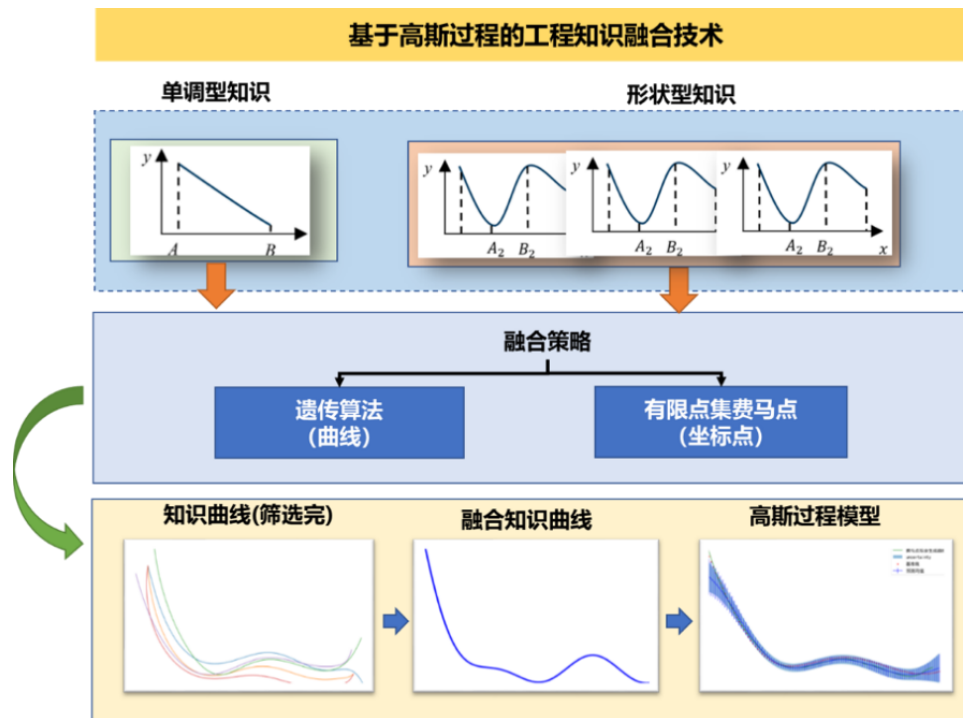 基于高斯过程的工程知识融合技术
单调型知识
形状型知识
y
A
B
y
A₂
B₂
y
A₂
B₂
y
A₂
B₂
x
融合策略
遗传算法
（曲线）
有限点集费马点
（坐标点）
知识曲线(筛选完)
融合知识曲线
高斯过程模型